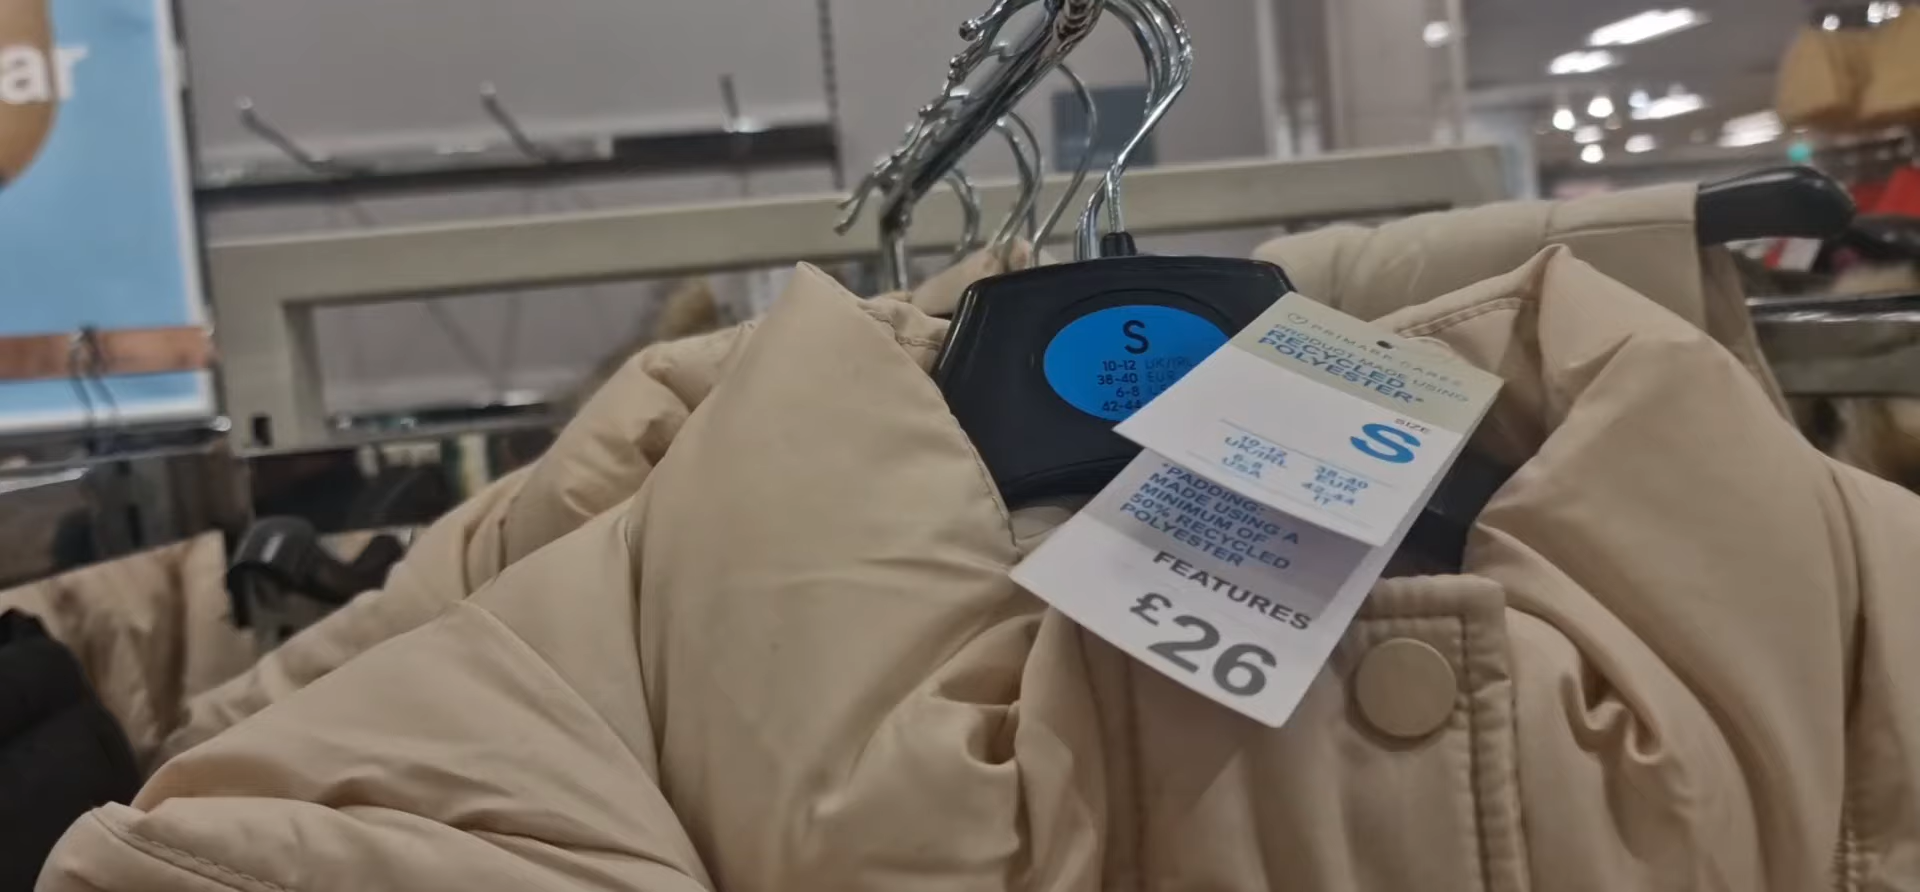 ar
S
10-12 UK/IRL
38-40 EUR
6-8
42-44
PRIMARK CARES
PRODUCT MADE USING
RECYCLED
POLYESTER*
SIZE
S
10-12
UK/IRL
6-8
USA
38-40
EUR
42-44
IT
*PADDING:
MADE USING A
MINIMUM OF
50% RECYCLED
POLYESTER
FEATURES
£26